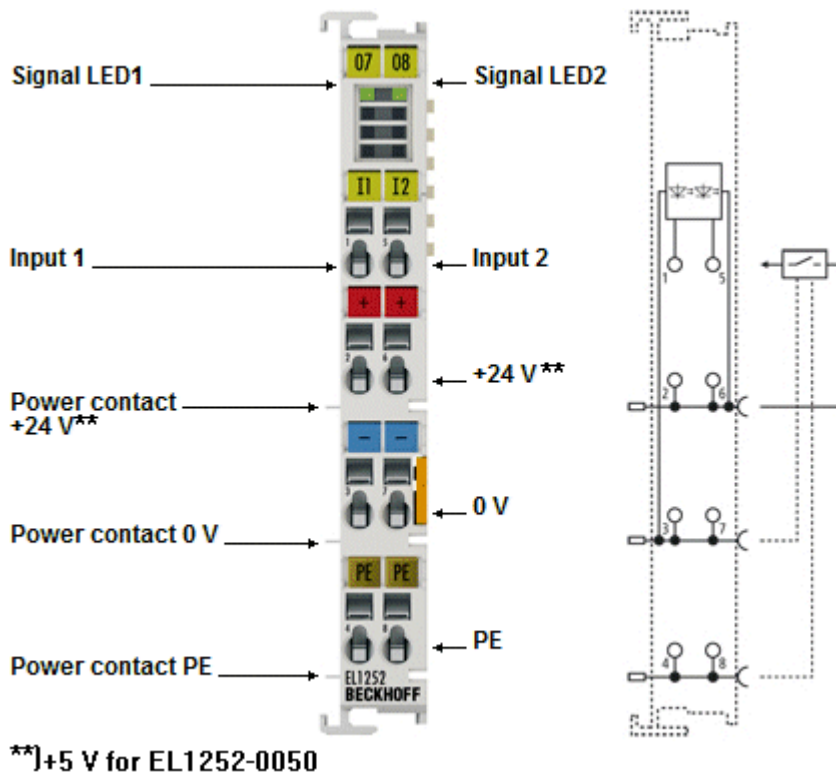 07 08
Signal LED1
Signal LED2
I1 I2
1 5
Input 1
Input 2
1 5
+ +
2 6
+24 V**
2 6
Power contact
+24 V**
- -
3 7
0 V
3 7
Power contact 0 V
PE PE
4 8
PE
4 8
Power contact PE
EL1252
BECKHOFF
**)+5 V for EL1252-0050